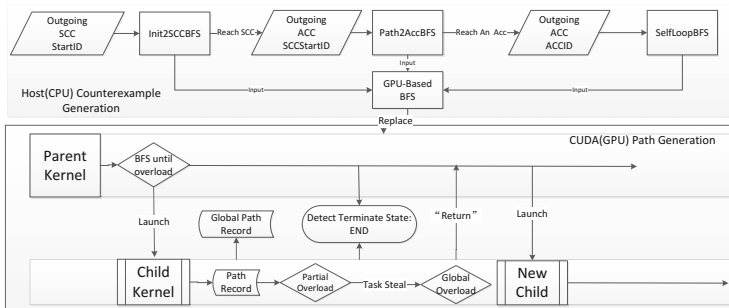 Outgoing
SCC
StartID
Init2SCCBFS
Reach SCC
Outgoing
ACC
SCCStartID
Path2AccBFS
Reach An Acc
Outgoing
ACC
ACCID
SelfLoopBFS
Input
Input
Input
GPU-Based
BFS
Host(CPU) Counterexample
Generation
Replace
CUDA(GPU) Path Generation
Parent
Kernel
BFS until
overload
Launch
Global Path
Record
Detect Terminate State:
END
“Return”
Launch
Child
Kernel
Path
Record
Partial
Overload
Task Steal
Global
Overload
New
Child